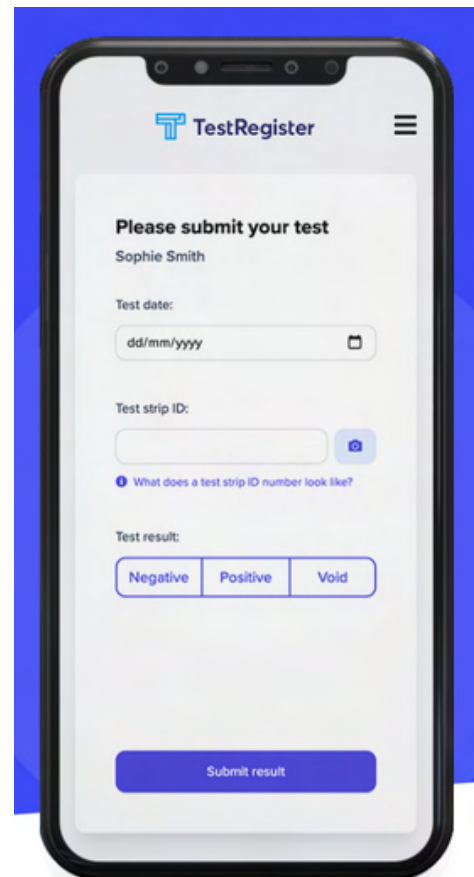 TestRegister
Please submit your test
Sophie Smith
Test date:
dd/mm/yyyy
Test strip ID:
What does a test strip ID number look like?
Test result:
Negative Positive Void
Submit result